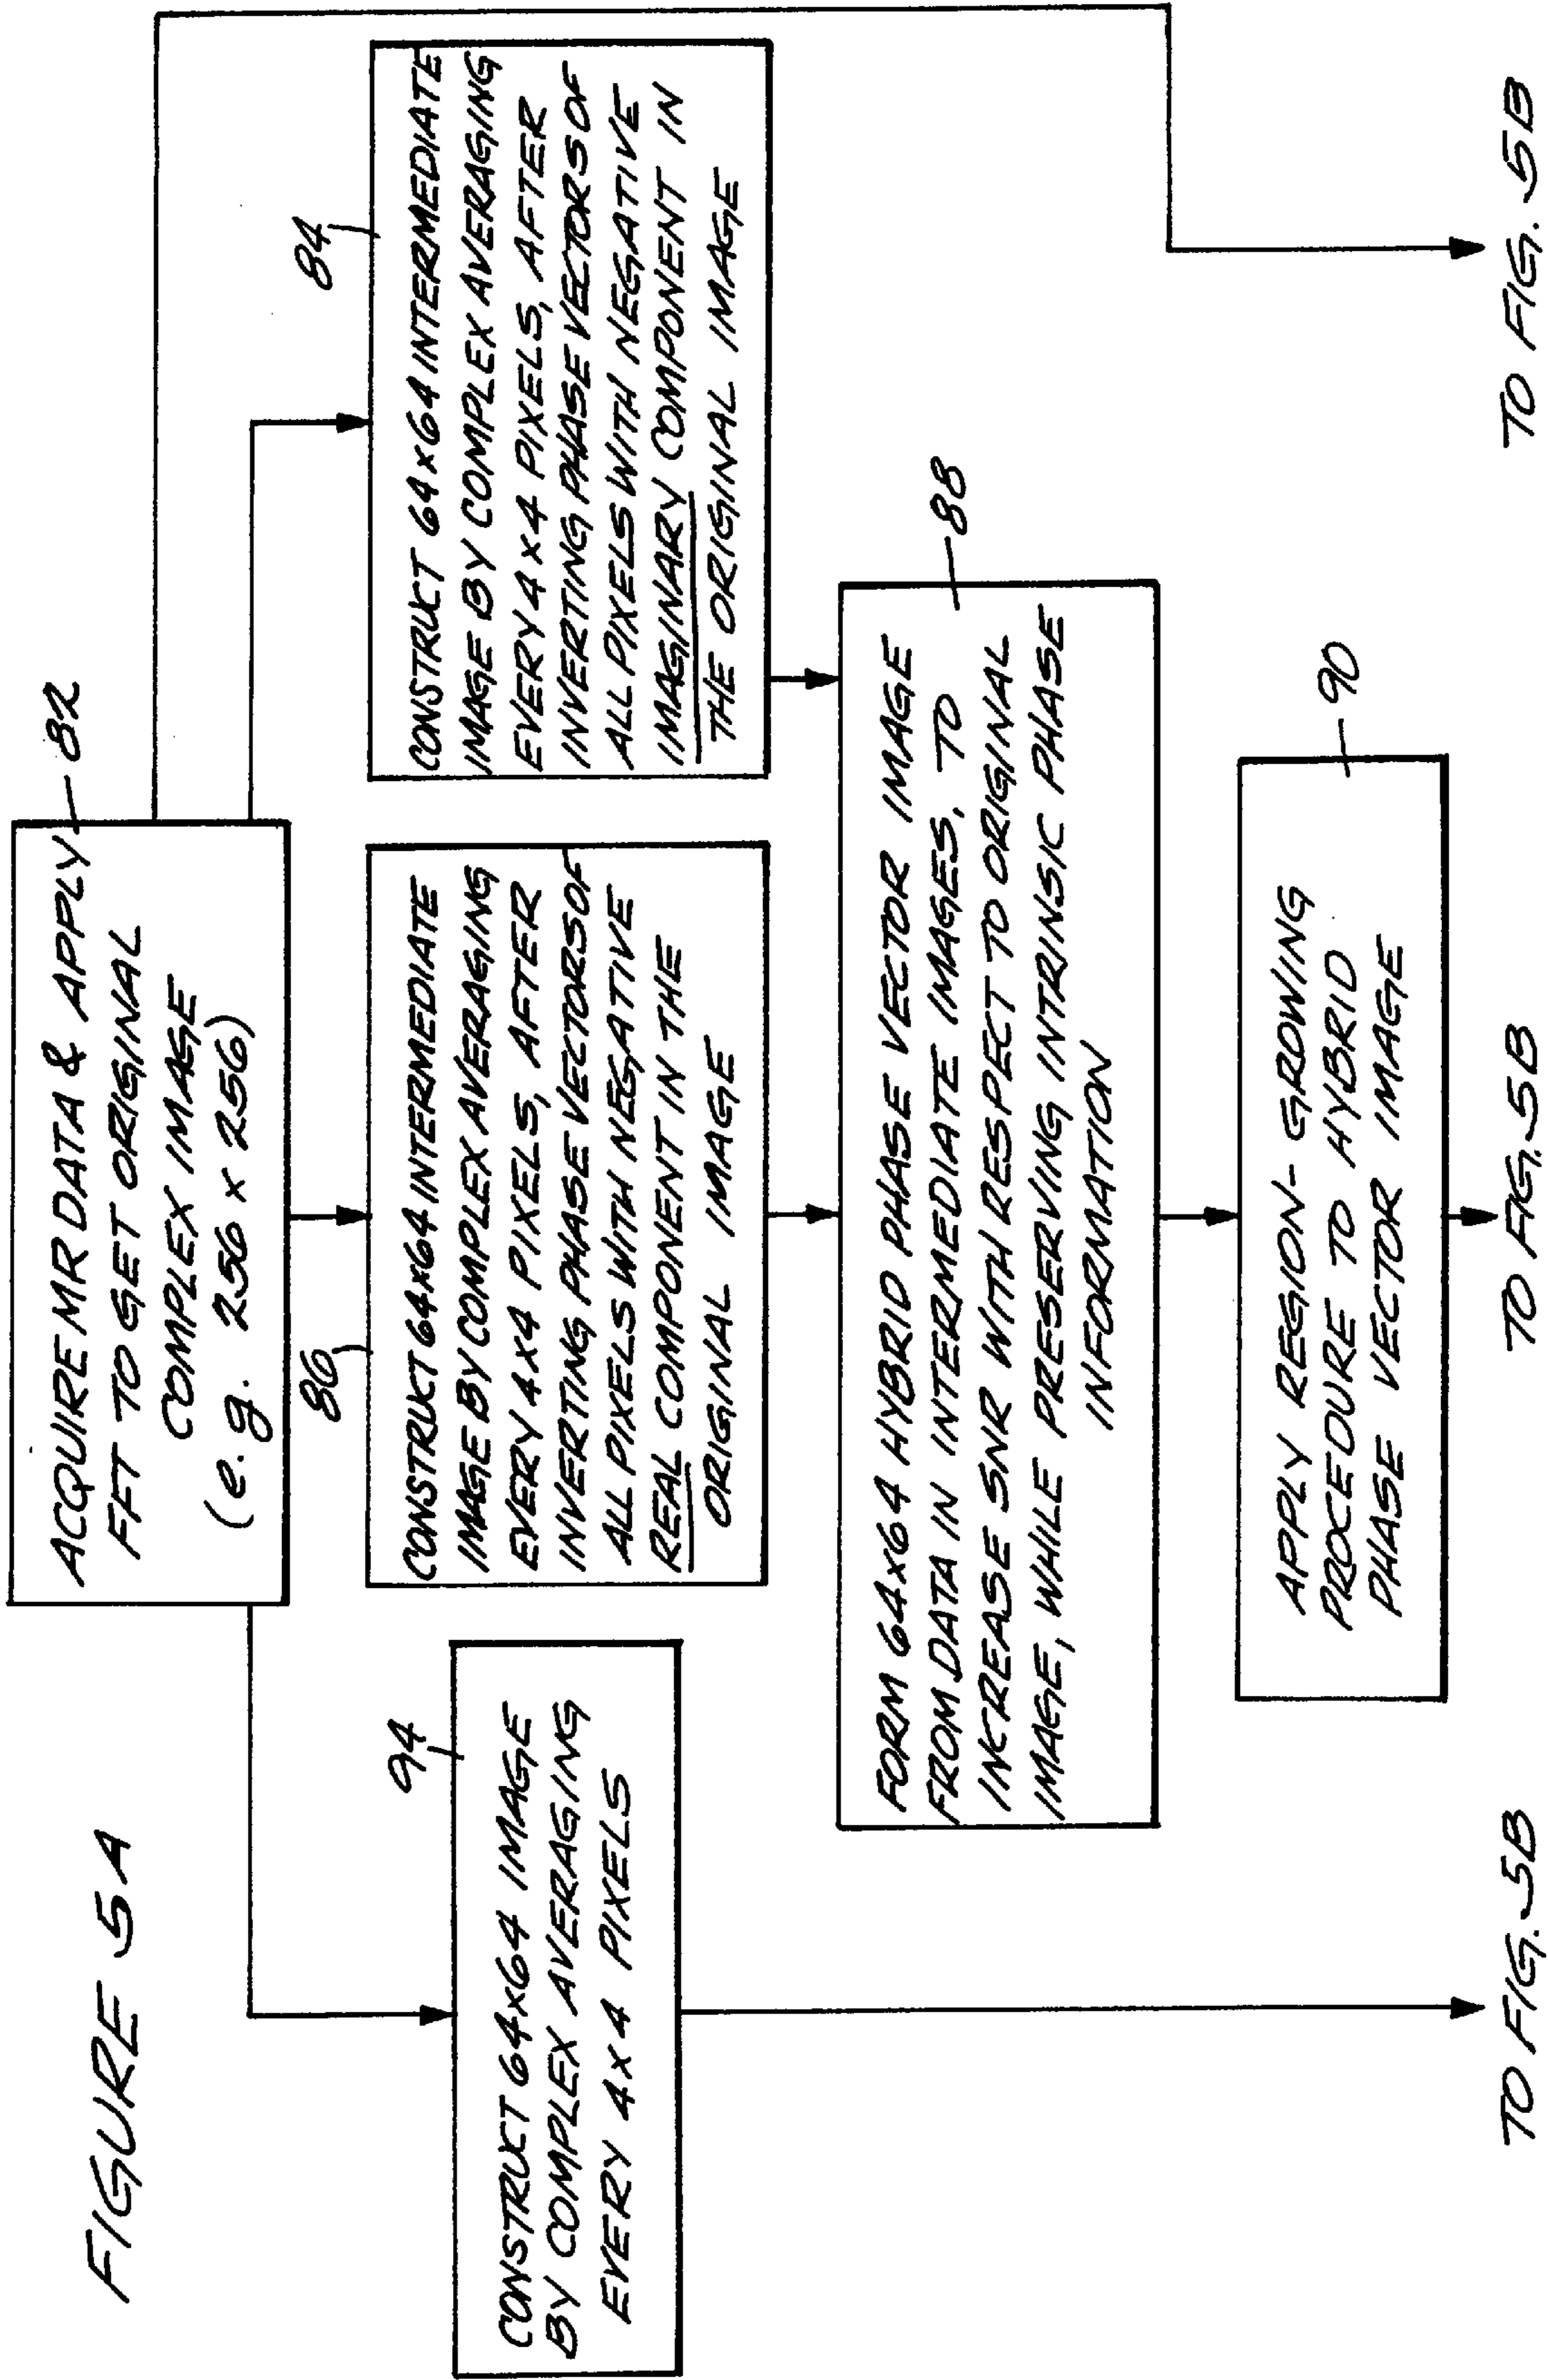 FIGURE 5A
ACQUIRE MR DATA & APPLY
FFT TO GET ORIGINAL
COMPLEX IMAGE
(e.g. 256 x 256)
82
94
CONSTRUCT 64x64 IMAGE
BY COMPLEX AVERAGING
EVERY 4x4 PIXELS
86
CONSTRUCT 64x64 INTERMEDIATE
IMAGE BY COMPLEX AVERAGING
EVERY 4x4 PIXELS, AFTER
INVERTING PHASE VECTORS OF
ALL PIXELS WITH NEGATIVE
REAL COMPONENT IN THE
ORIGINAL IMAGE
84
CONSTRUCT 64x64 INTERMEDIATE
IMAGE BY COMPLEX AVERAGING
EVERY 4x4 PIXELS, AFTER
INVERTING PHASE VECTORS OF
ALL PIXELS WITH NEGATIVE
IMAGINARY COMPONENT IN
THE ORIGINAL IMAGE
88
FORM 64x64 HYBRID PHASE VECTOR IMAGE
FROM DATA IN INTERMEDIATE IMAGES, TO
INCREASE SNR WITH RESPECT TO ORIGINAL
IMAGE, WHILE PRESERVING INTRINSIC PHASE
INFORMATION
90
APPLY REGION-GROWING
PROCEDURE TO HYBRID
PHASE VECTOR IMAGE
TO FIG. 5B
TO FIG. 5B
TO FIG. 5B